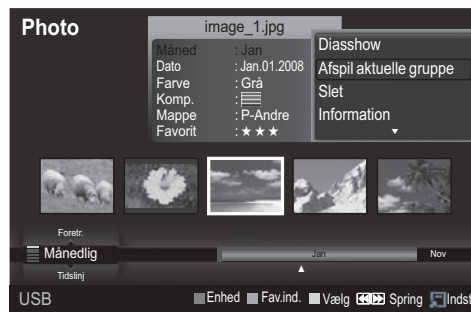 Photo
image_1.jpg
Måned : Jan
Dato : Jan.01.2008
Farve : Grå
Komp. :
Mappe : P-Andre
Favorit : ★★★
Diasshow
Afspil aktuelle gruppe
Slet
Information
Foretr.
Månedlig
Jan
Nov
Tidslinj
USB
Enhed Fav.ind. Vælg Spring Indst